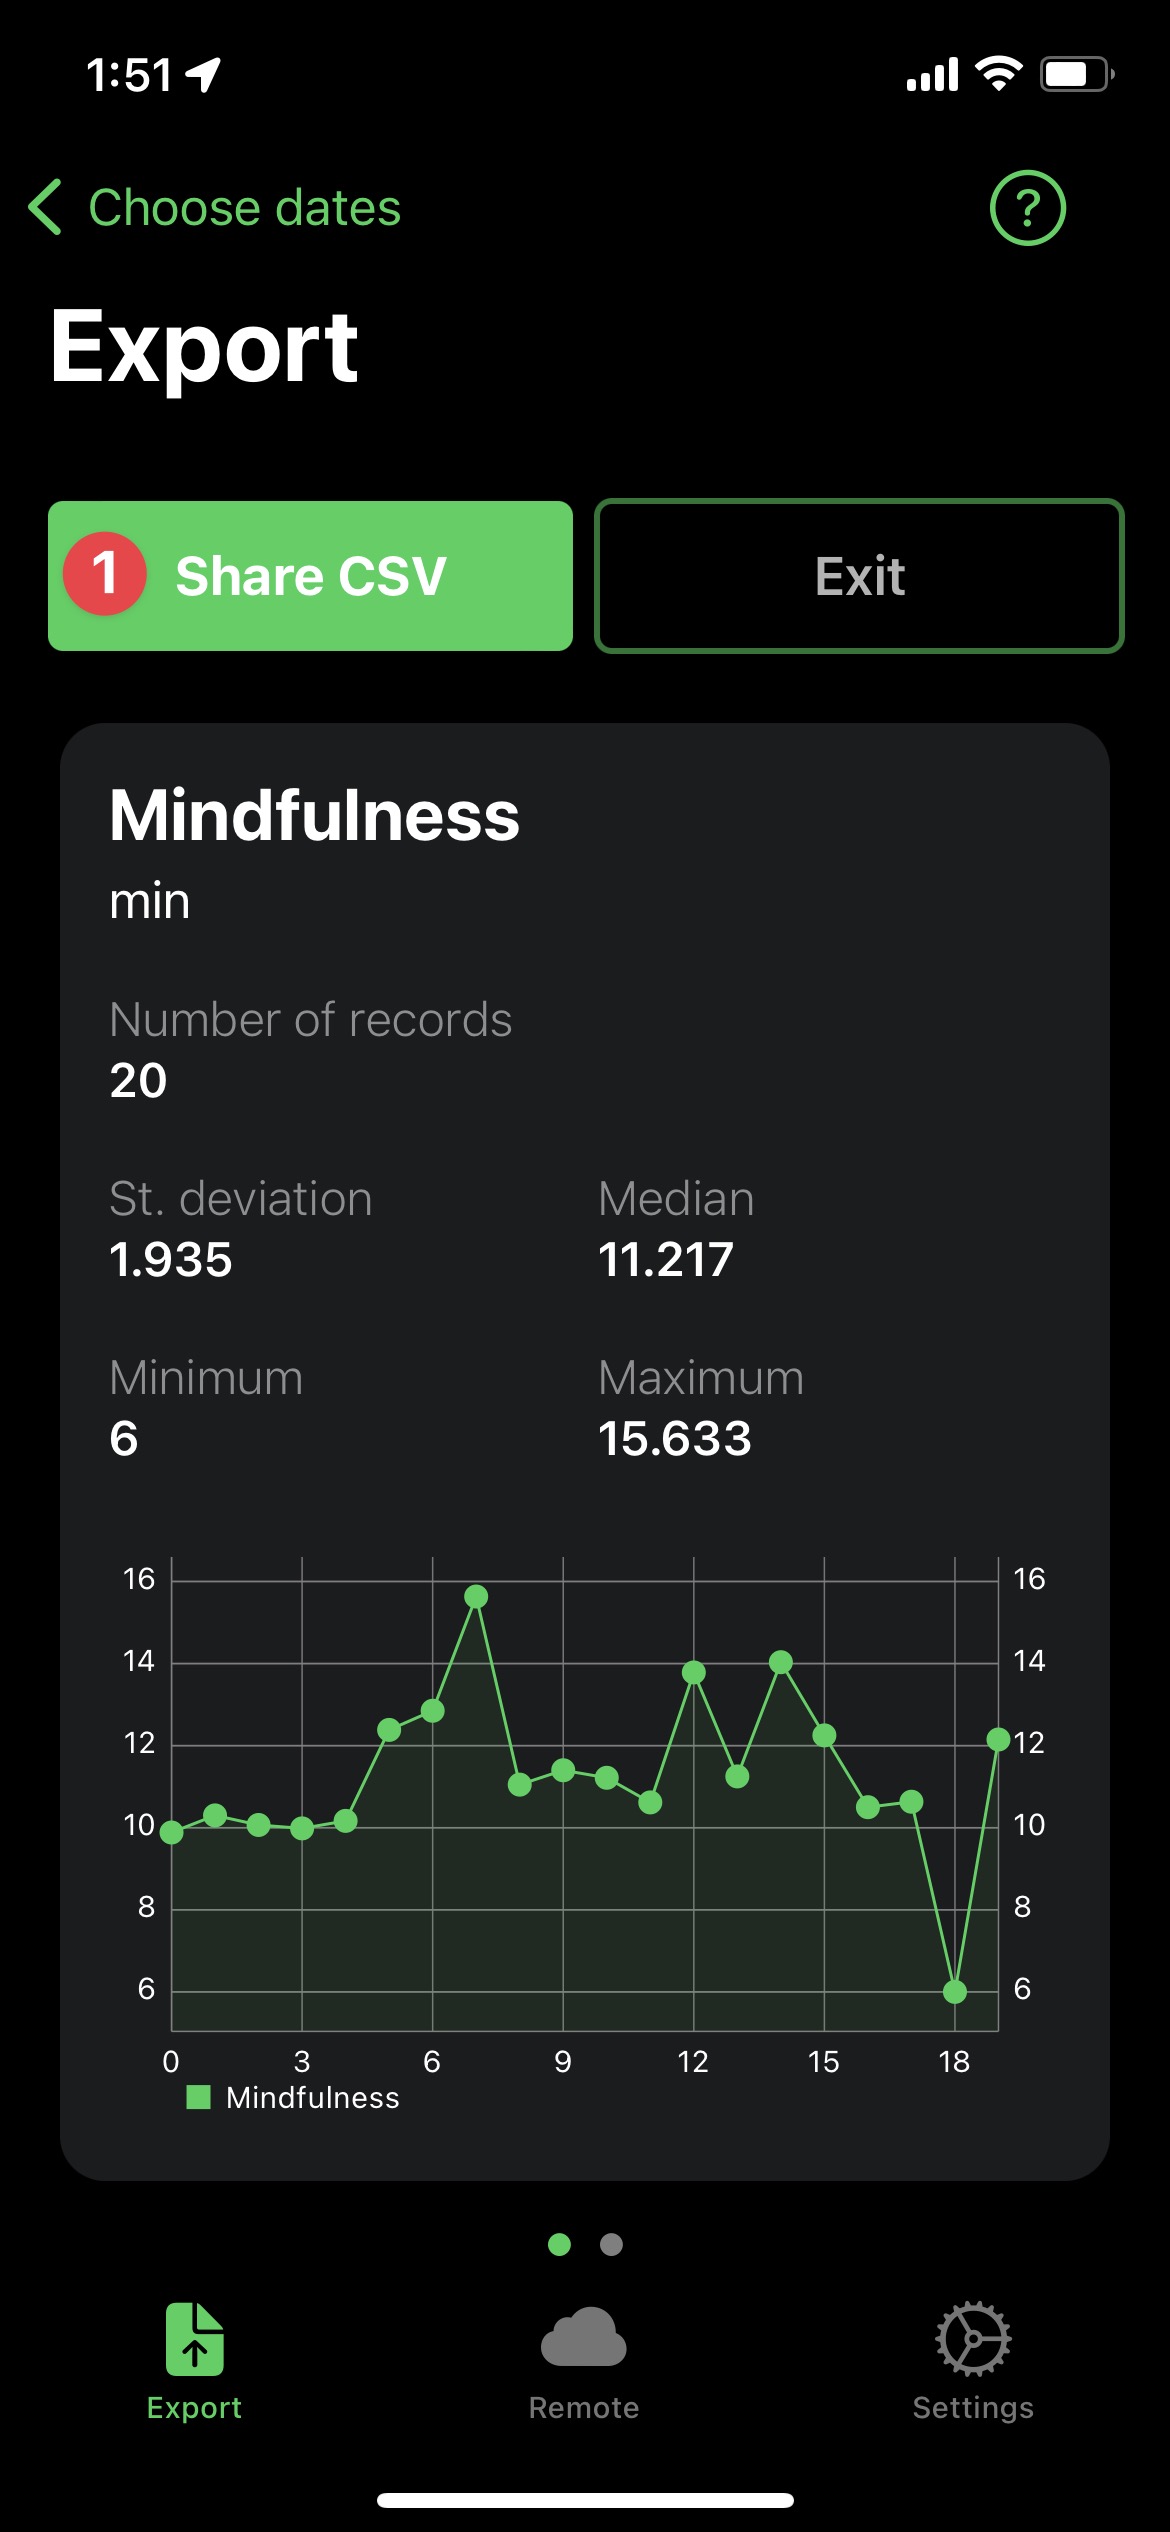 1:51
Choose dates
?
Export
1 Share CSV
Exit
Mindfulness
min
Number of records
20
St. deviation Median
1.935 11.217
Minimum Maximum
6 15.633
16 16
14 14
12 12
10 10
8 8
6 6
0 3 6 9 12 15 18
Mindfulness
Export Remote Settings